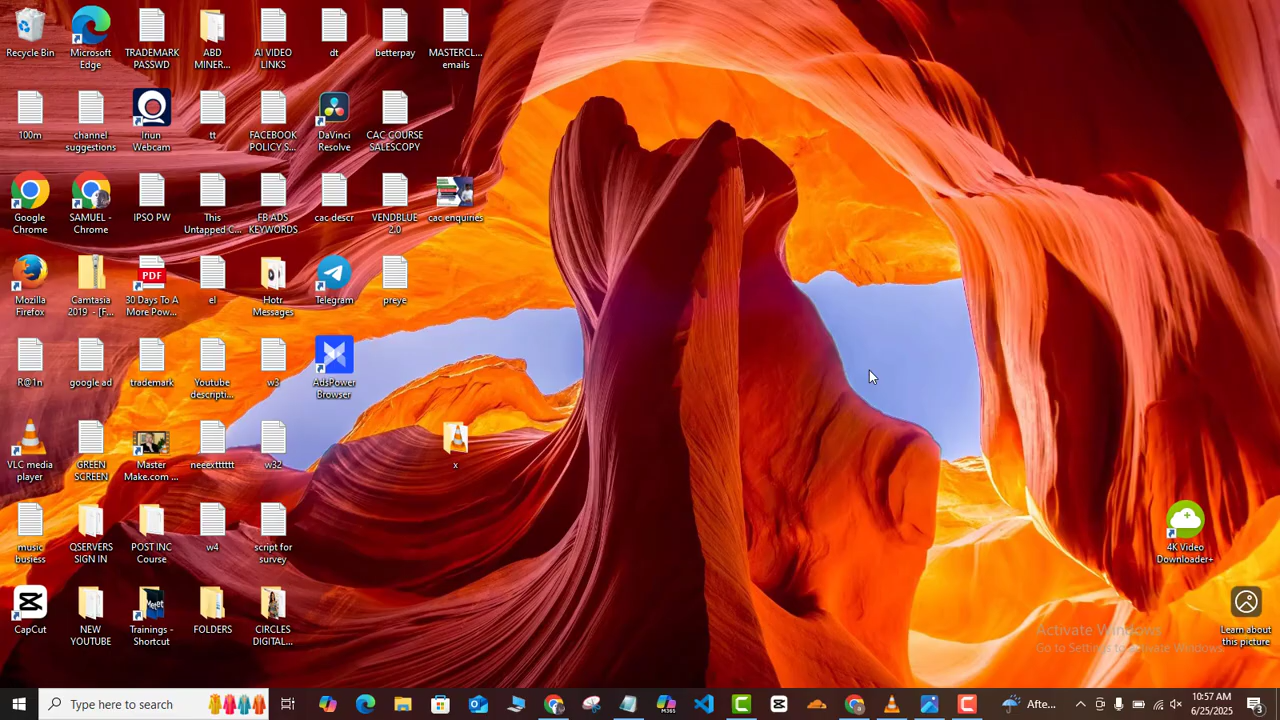 Recycle Bin
Microsoft
Edge
TRADEMARK
PASSWD
ABD
MINER...
AI VIDEO
LINKS
dt
betterpay
MASTERCL...
emails
100m
channel
suggestions
Iriun
Webcam
tt
FACEBOOK
POLICY S...
DaVinci
Resolve
CAC COURSE
SALESCOPY
Google
Chrome
SAMUEL -
Chrome
IPSO PW
This
Untapped C...
FB ADS
KEYWORDS
cac descr
VENDBLUE
2.0
cac enquiries
Mozilla
Firefox
Camtasia
2019 - [F...
PDF
30 Days To A
More Pow...
el
Hotr
Messages
Telegram
preye
R@1n
google ad
trademark
Youtube
descripti...
w3
AdsPower
Browser
VLC media
player
GREEN
SCREEN
Master
Make.com ...
neeexttttt
w32
x
music
busiess
QSERVERS
SIGN IN
POST INC
Course
w4
script for
survey
4K Video
Downloader+
CapCut
NEW
YOUTUBE
Meet
Trainings -
Shortcut
FOLDERS
CIRCLES
DIGITAL...
Learn about
this picture
Activate Windows
Go to Settings to activate Windows.
Type here to search
M365
Afte...
10:57 AM
6/25/2025
3